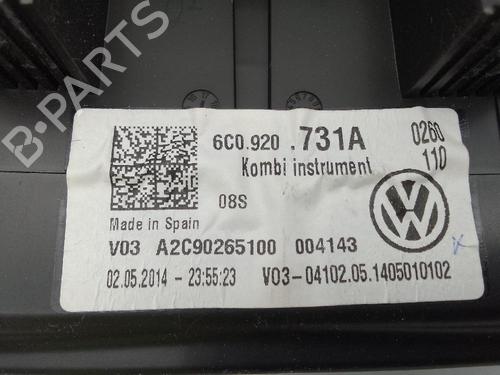 6C0.920 .731A 0260
Kombi instrument 110
08S
Made in Spain
V03 A2C90265100 004143
02.05.2014 - 23:55:23 V03-04102.05.1405010102